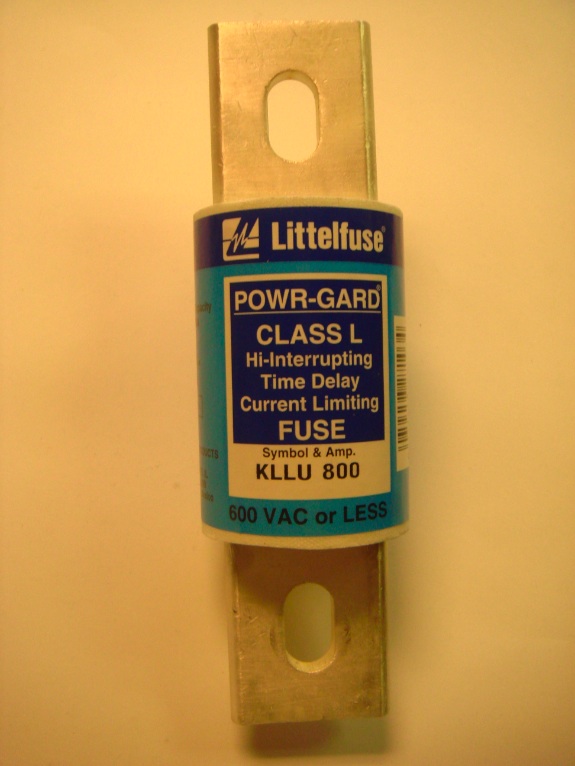 Littelfuse®
POWR-GARD®
CLASS L
Hi-Interrupting
Time Delay
Current Limiting
FUSE
Symbol & Amp.
KLLU 800
600 VAC or LESS